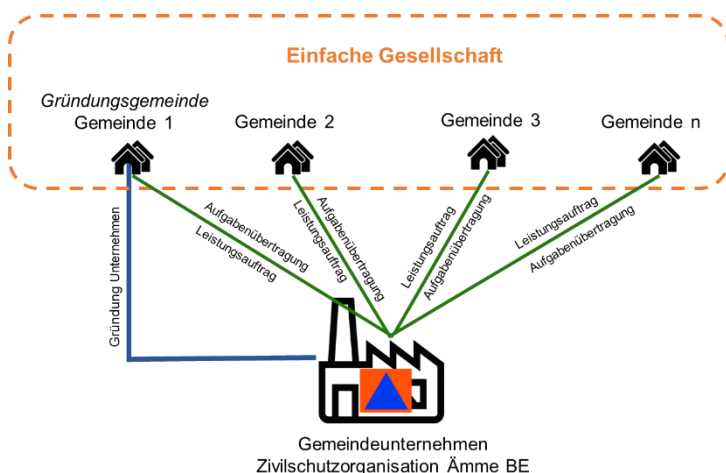 Einfache Gesellschaft
Gründungsgemeinde
Gemeinde 1
Gemeinde 2
Gemeinde 3
Gemeinde n
Gründung Unternehmen
Aufgabenübertragung
Leistungsauftrag
Aufgabenübertragung
Leistungsauftrag
Leistungsauftrag
Aufgabenübertragung
Leistungsauftrag
Aufgabenübertragung
Gemeindeunternehmen
Zivilschutzorganisation Ämme BE